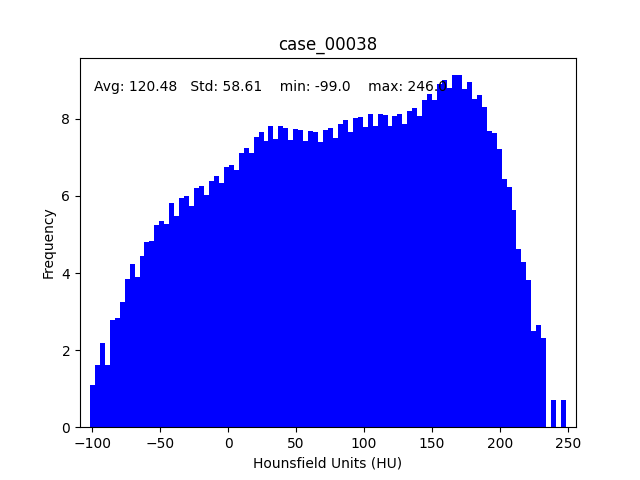 case_00038
Avg: 120.48 Std: 58.61 min: -99.0 max: 246.0
8
6
4
2
0
Frequency
−100 −50 0 50 100 150 200 250
Hounsfield Units (HU)